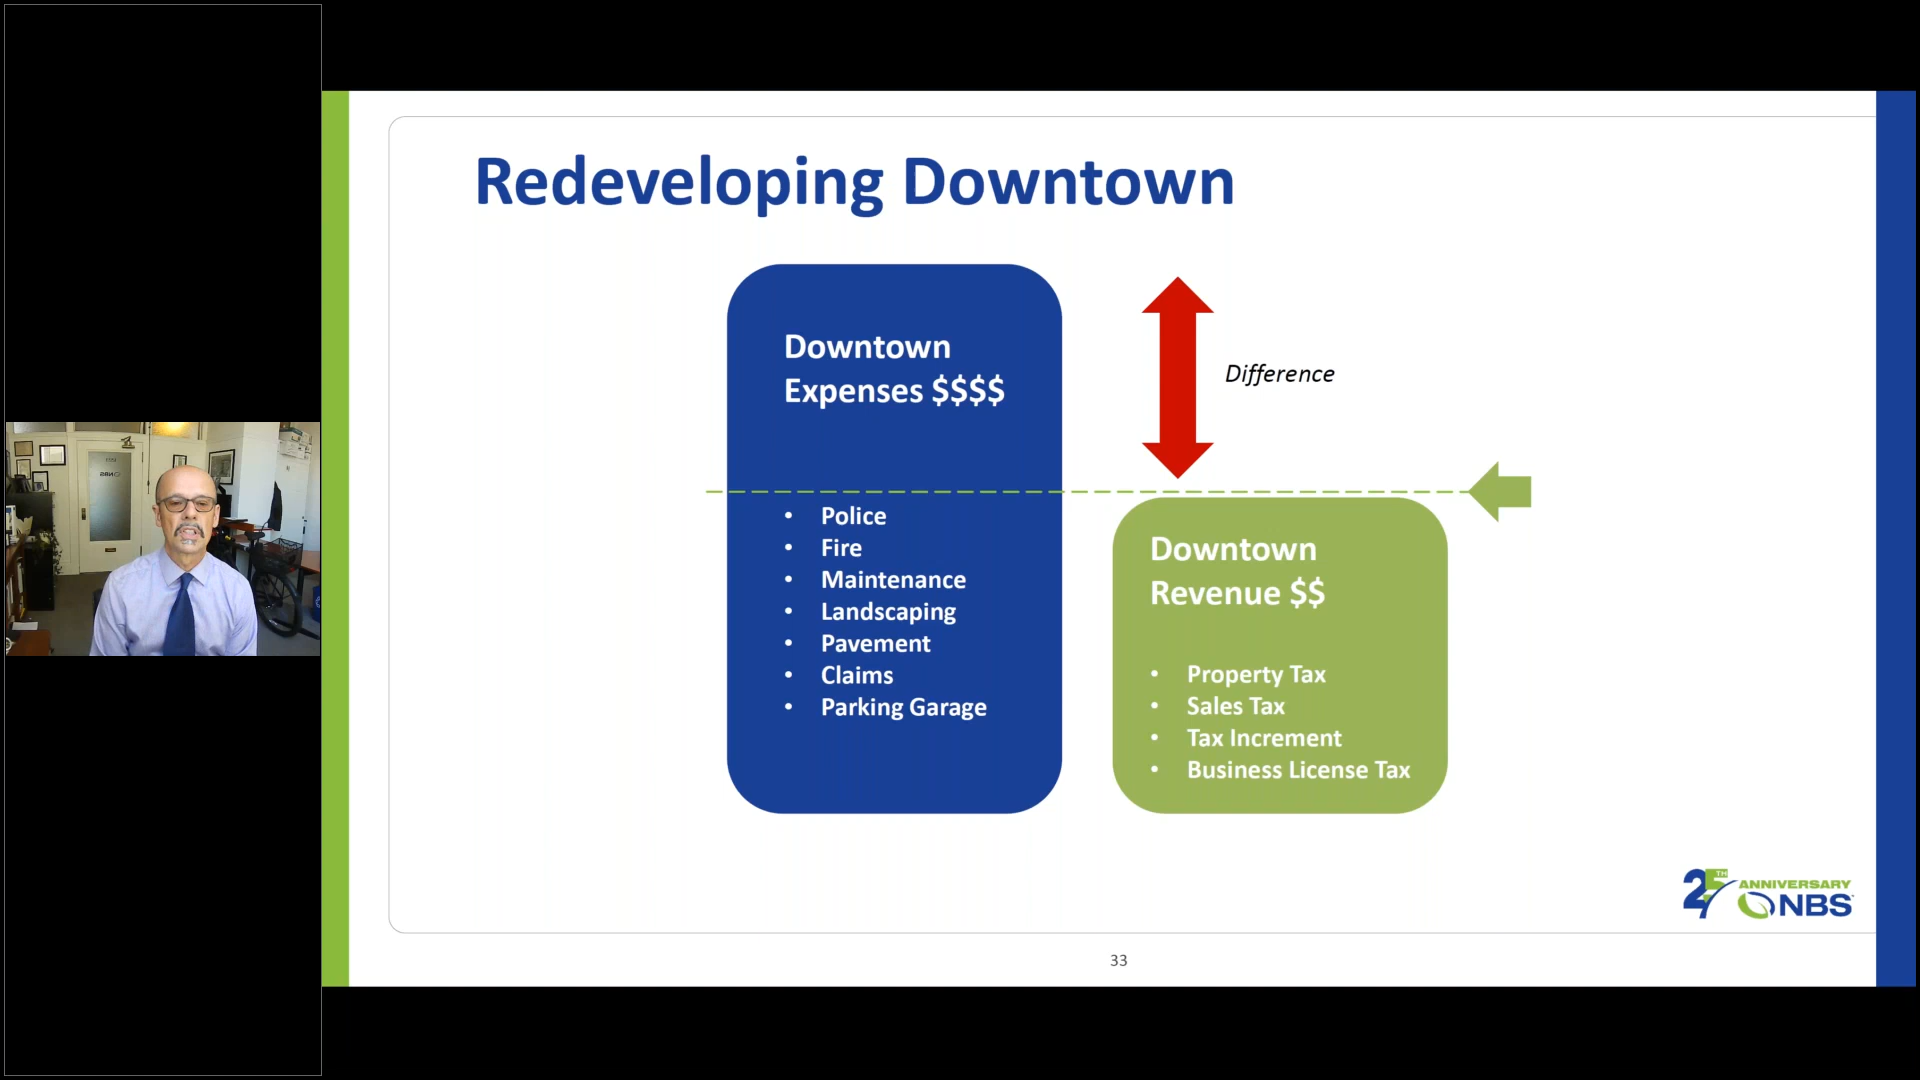 Redeveloping Downtown
Downtown
Expenses $$$$
• Police
• Fire
• Maintenance
• Landscaping
• Pavement
• Claims
• Parking Garage
Difference
Downtown
Revenue $$
• Property Tax
• Sales Tax
• Tax Increment
• Business License Tax
25TH ANNIVERSARY
NBS
33